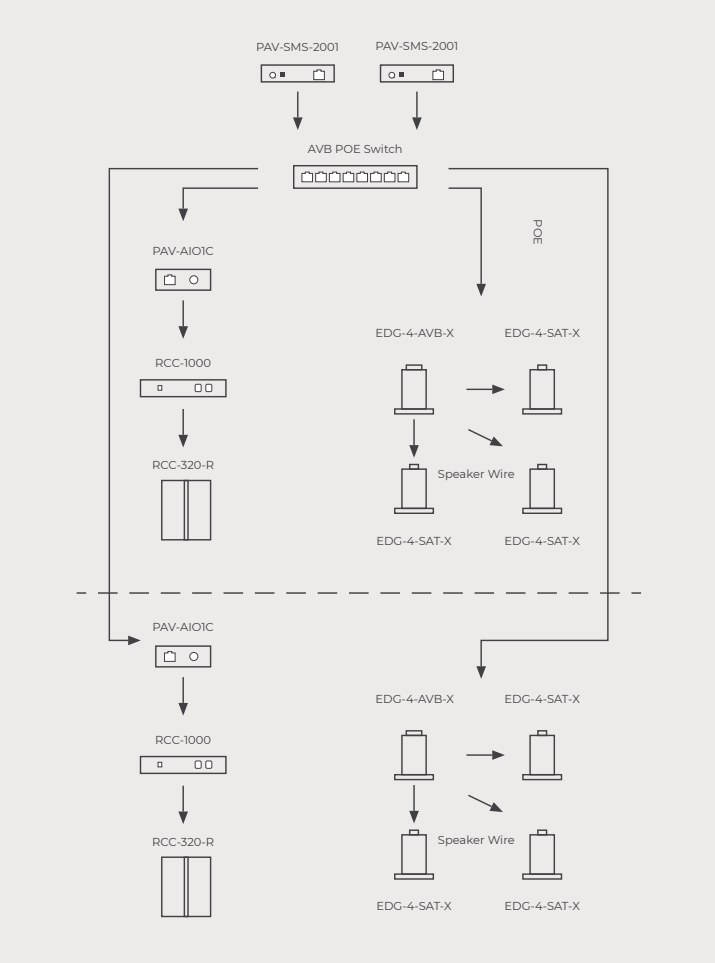 PAV-SMS-2001
PAV-SMS-2001
AVB POE Switch
POE
PAV-AIO1C
RCC-1000
RCC-320-R
EDG-4-AVB-X
EDG-4-SAT-X
Speaker Wire
EDG-4-SAT-X
EDG-4-SAT-X
PAV-AIO1C
RCC-1000
RCC-320-R
EDG-4-AVB-X
EDG-4-SAT-X
Speaker Wire
EDG-4-SAT-X
EDG-4-SAT-X